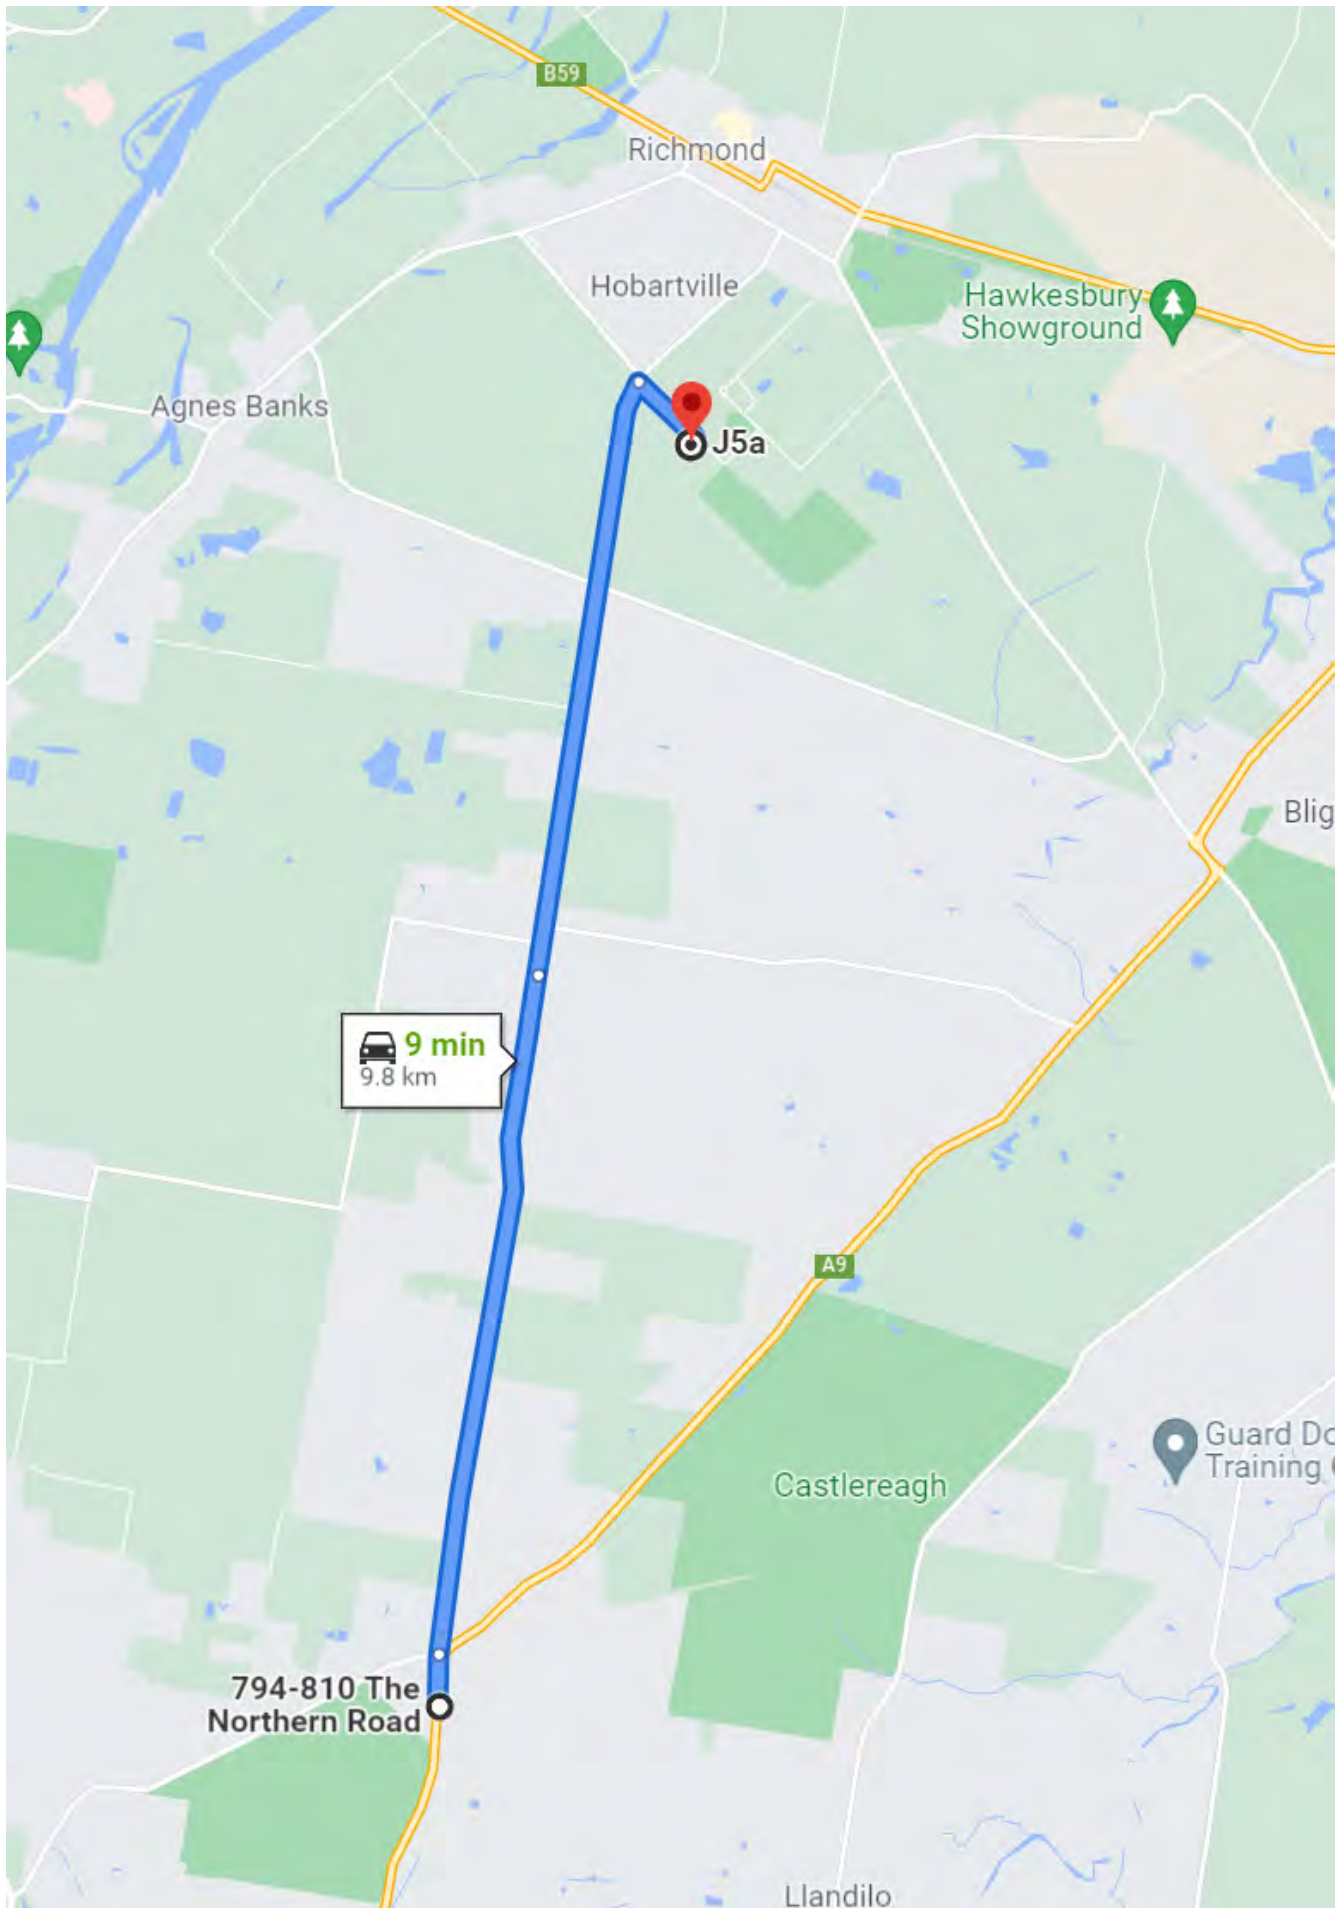 B59
Richmond
Hobartville
Hawkesbury
Showground
Agnes Banks
J5a
Blig
9 min
9.8 km
A9
Guard Do
Training
Castlereagh
794-810 The
Northern Road
Llandilo